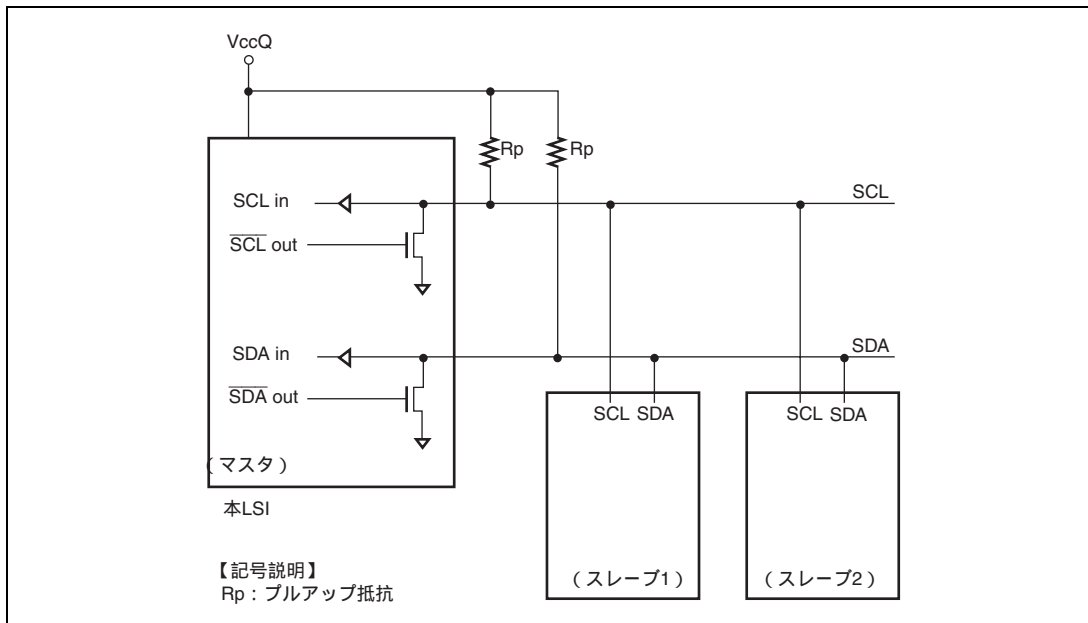 VccQ
Rp Rp
SCL in
SCL
SCL out
SDA in
SDA
SDA out
SCL SDA
SCL SDA
（マスタ）
本LSI
（スレーブ1）
（スレーブ2）
【記号説明】
Rp：プルアップ抵抗